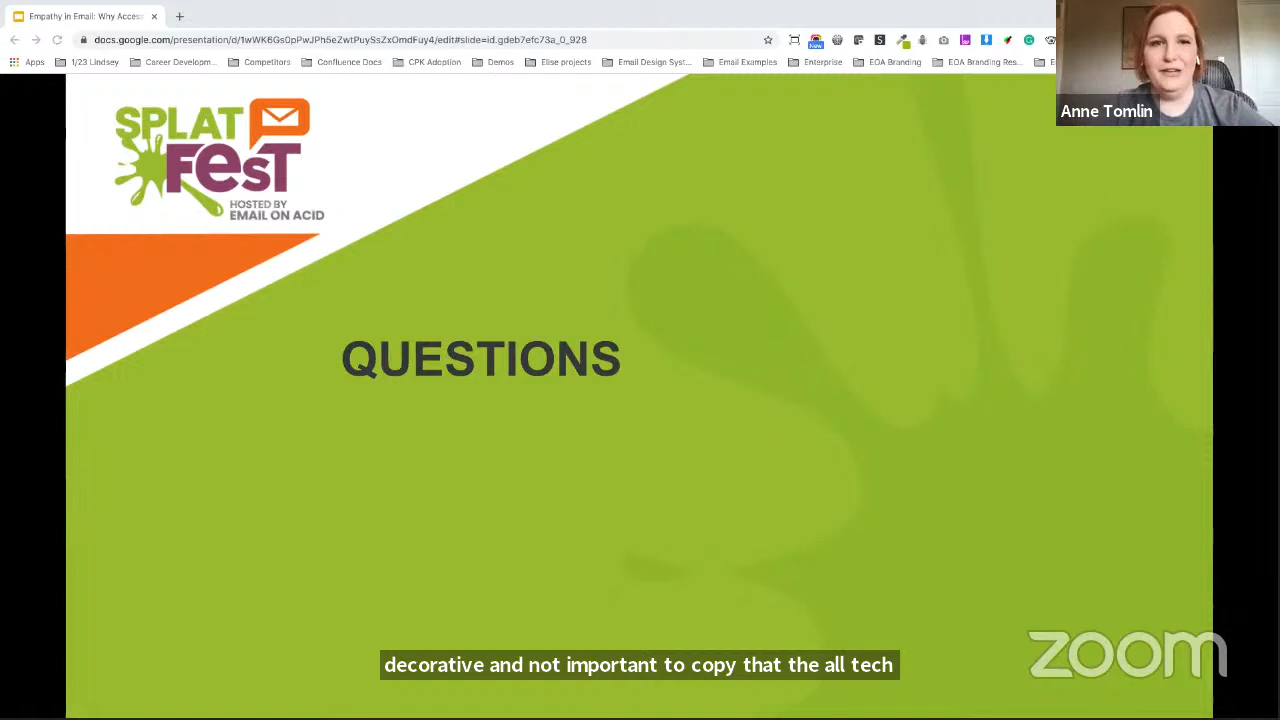 Empathy in Email: Why Acces
docs.google.com/presentation/d/1wWK6Gs0pPwJPh5eZwtPuySsZxOmdFuy4/edit#slide=id.gdeb7efc73a_0_928
New
Apps
1/23 Lindsey
Career Developm...
Competitors
Confluence Docs
CPK Adoption
Demos
Elise projects
Email Design Syst...
Email Examples
Enterprise
EOA Branding
EOA Branding Res...
Anne Tomlin
SPLAT
FEST
HOSTED BY
EMAIL ON ACID
QUESTIONS
decorative and not important to copy that the all tech
zoom